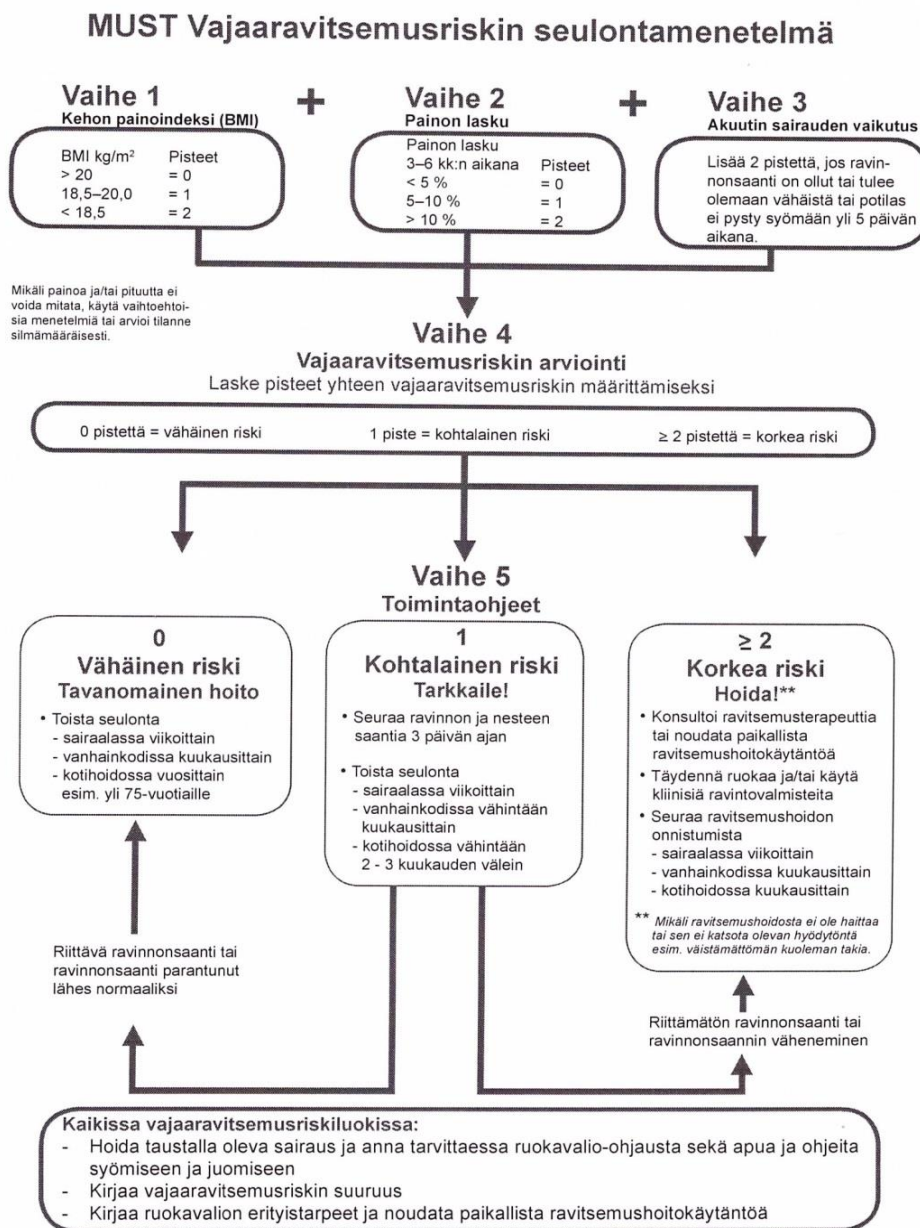 MUST Vajaaravitsemusriskin seulontamenetelmä
Vaihe 1
Kehon painoindeksi (BMI)
BMI kg/m² Pisteet
> 20 = 0
18,5–20,0 = 1
< 18,5 = 2
+
Vaihe 2
Painon lasku
Painon lasku
3–6 kk:n aikana Pisteet
< 5 % = 0
5–10 % = 1
> 10 % = 2
+
Vaihe 3
Akuutin sairauden vaikutus
Lisää 2 pistettä, jos ravin-
nonsaanti on ollut tai tulee
olemaan vähäistä tai potilas
ei pysty syömään yli 5 päivän
aikana.
Mikäli painoa ja/tai pituutta ei
voida mitata, käytä vaihtoehtoi-
sia menetelmiä tai arvioi tilanne
silmämääräisesti.
Vaihe 4
Vajaaravitsemusriskin arviointi
Laske pisteet yhteen vajaaravitsemusriskin määrittämiseksi
0 pistettä = vähäinen riski 1 piste = kohtalainen riski ≥ 2 pistettä = korkea riski
Vaihe 5
Toimintaohjeet
0
Vähäinen riski
Tavanomainen hoito
• Toista seulonta
- sairaalassa viikoittain
- vanhainkodissa kuukausittain
- kotihoidossa vuosittain
esim. yli 75-vuotiaille
1
Kohtalainen riski
Tarkkaile!
• Seuraa ravinnon ja nesteen
saantia 3 päivän ajan
• Toista seulonta
- sairaalassa viikoittain
- vanhainkodissa vähintään
kuukausittain
- kotihoidossa vähintään
2 - 3 kuukauden välein
≥ 2
Korkea riski
Hoida!**
• Konsultoi ravitsemusterapeuttia
tai noudata paikallista
ravitsemushoitokäytäntöä
• Täydennä ruokaa ja/tai käytä
kliinisiä ravintovalmisteita
• Seuraa ravitsemushoidon
onnistumista
- sairaalassa viikoittain
- vanhainkodissa kuukausittain
- kotihoidossa kuukausittain
** Mikäli ravitsemushoidosta ei ole haittaa
tai sen ei katsota olevan hyödytöntä
esim. väistämättömän kuoleman takia.
Riittävä ravinnonsaanti tai
ravinnonsaanti parantunut
lähes normaaliksi
Riittämätön ravinnonsaanti tai
ravinnonsaannin väheneminen
Kaikissa vajaaravitsemusriskiluokissa:
- Hoida taustalla oleva sairaus ja anna tarvittaessa ruokavalio-ohjausta sekä apua ja ohjeita
syömiseen ja juomiseen
- Kirjaa vajaaravitsemusriskin suuruus
- Kirjaa ruokavalion erityistarpeet ja noudata paikallista ravitsemushoitokäytäntöä